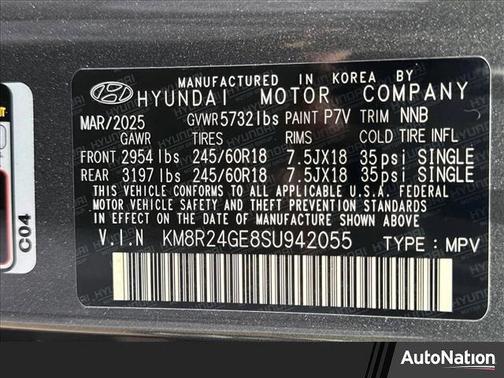 MANUFACTURED IN KOREA BY
HYUNDAI MOTOR COMPANY
MAR/2025 GVWR 5732 lbs PAINT P7V TRIM NNB
GAWR TIRES RIMS COLD TIRE INFL
FRONT 2954 lbs 245/60R18 7.5JX18 35psi SINGLE
REAR 3197 lbs 245/60R18 7.5JX18 35psi SINGLE
THIS VEHICLE CONFORMS TO ALL APPLICABLE U.S.A. FEDERAL
MOTOR VEHICLE SAFETY, BUMPER, AND THEFT PREVENTION STANDARDS
IN EFFECT ON THE DATE OF MANUFACTURE SHOWN ABOVE.
V.I.N KM8R24GE8SU942055 TYPE : MPV
C04
AutoNation